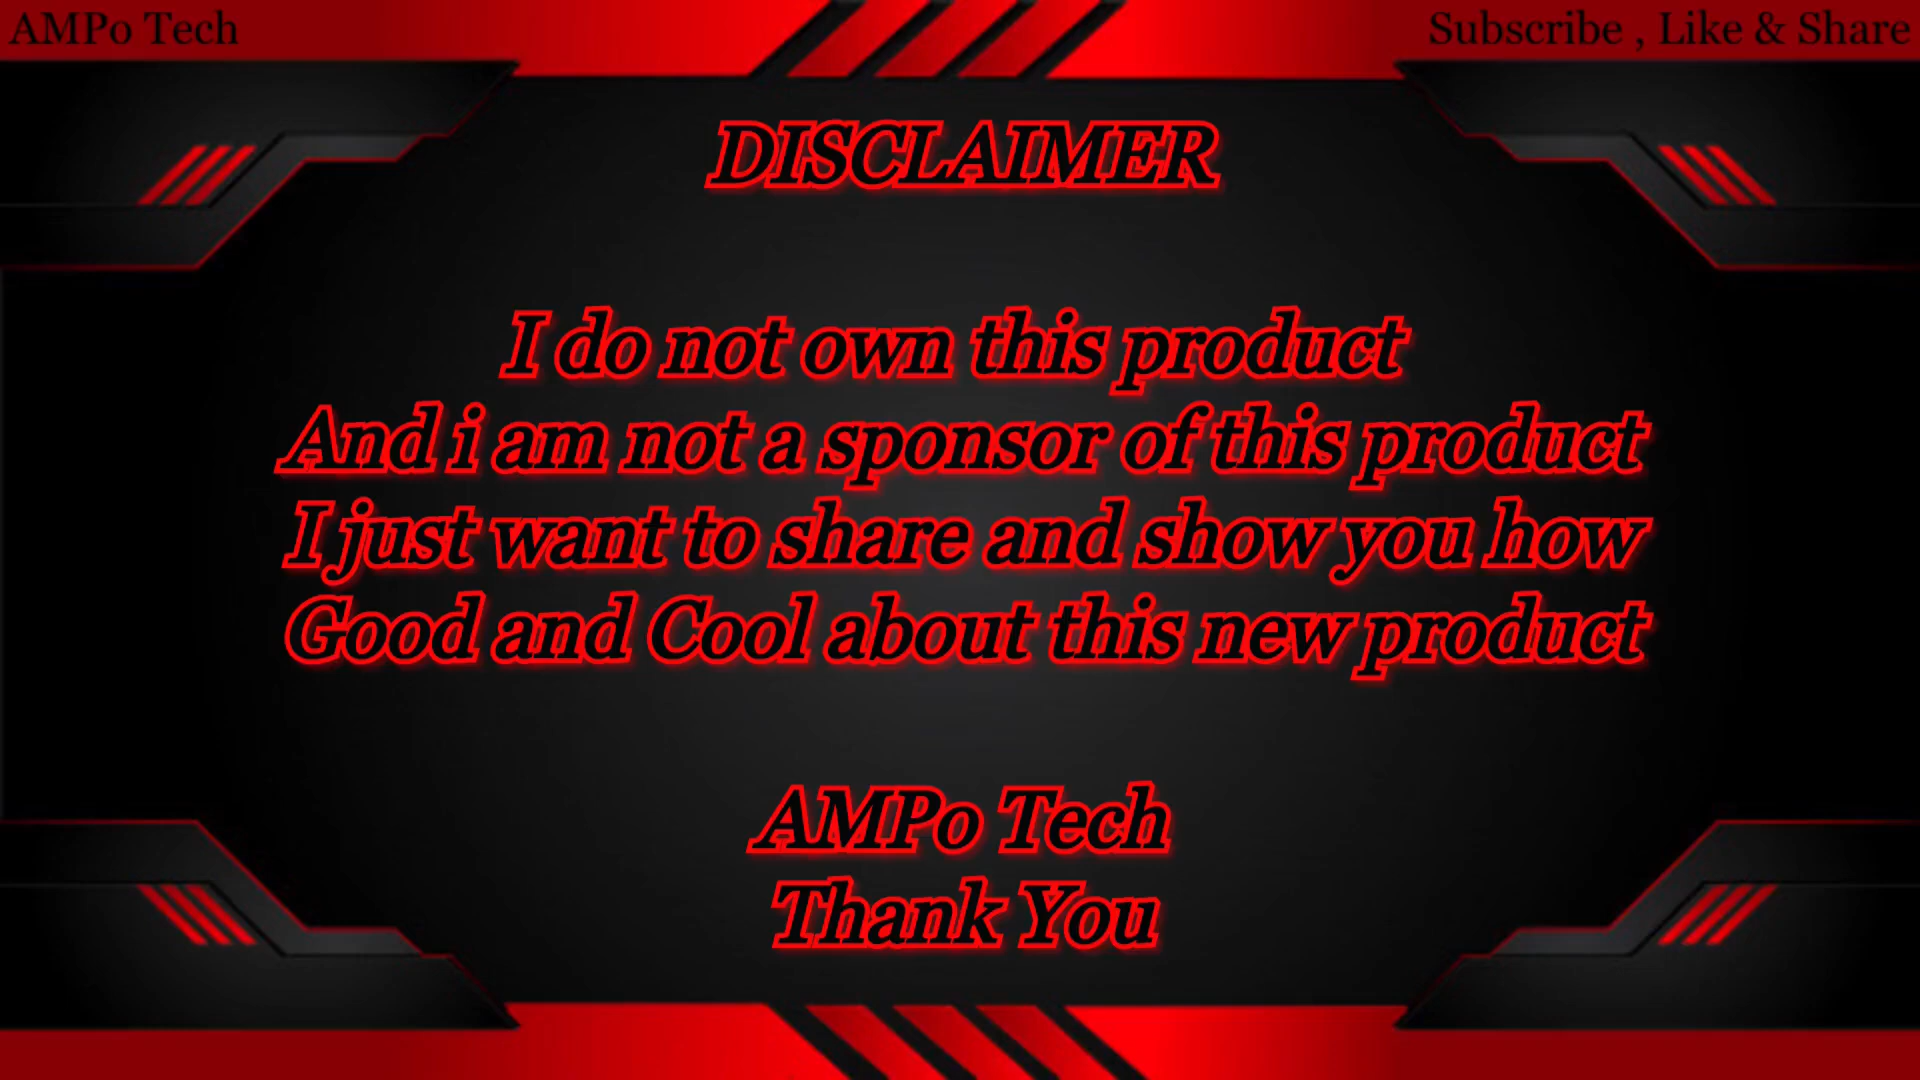 AMPo Tech
Subscribe , Like & Share
DISCLAIMER
I do not own this product
And i am not a sponsor of this product
I just want to share and show you how
Good and Cool about this new product
AMPo Tech
Thank You